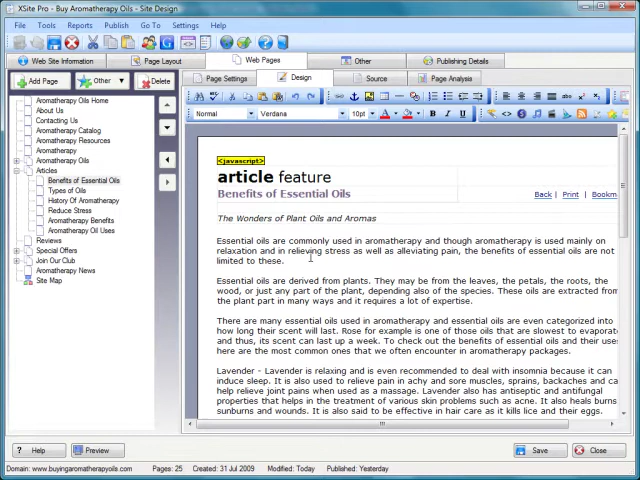 XSite Pro - Buy Aromatherapy Oils - Site Design
File Tools Reports Publish Go To Settings Help
Web Site Information Page Layout Web Pages Other Publishing Details
Add Page Other Delete
Page Settings Design Source Page Analysis
Normal Verdana 10pt
Aromatherapy Oils Home
About Us
Contacting Us
Aromatherapy Catalog
Aromatherapy Resources
Aromatherapy
Aromatherapy Oils
Articles
Benefits of Essential Oils
Types of Oils
History Of Aromatherapy
Reduce Stress
Aromatherapy Benefits
Aromatherapy Oil Uses
Reviews
Special Offers
Join Our Club
Aromatherapy News
Site Map
<javascript>
article feature
Benefits of Essential Oils
Back | Print | Bookm
The Wonders of Plant Oils and Aromas
Essential oils are commonly used in aromatherapy and though aromatherapy is used mainly on
relaxation and in relieving stress as well as alleviating pain, the benefits of essential oils are not
limited to these.
Essential oils are derived from plants. They may be from the leaves, the petals, the roots, the
wood, or just any part of the plant, depending also of the species. These oils are extracted from
the plant part in many ways and it requires a lot of expertise.
There are many essential oils used in aromatherapy and essential oils are even categorized into
how long their scent will last. Rose for example is one of those oils that are slowest to evaporat
and thus, its scent can last up a week. To check out the benefits of essential oils and their uses
here are the most common ones that we often encounter in aromatherapy packages.
Lavender - Lavender is relaxing and is even recommended to deal with insomnia because it can
induce sleep. It is also used to relieve pain in achy and sore muscles, sprains, backaches and ca
help relieve joint pains when used as a massage. Lavender also has antiseptic and antifungal
properties that helps in the treatment of various skin problems such as acne. It also heals burns
sunburns and wounds. It is also said to be effective in hair care as it kills lice and their eggs.
Help Preview Save Close
Domain: www.buyingaromatherapyoils.com Pages: 25 Created: 31 Jul 2009 Modified: Today Published: Yesterday